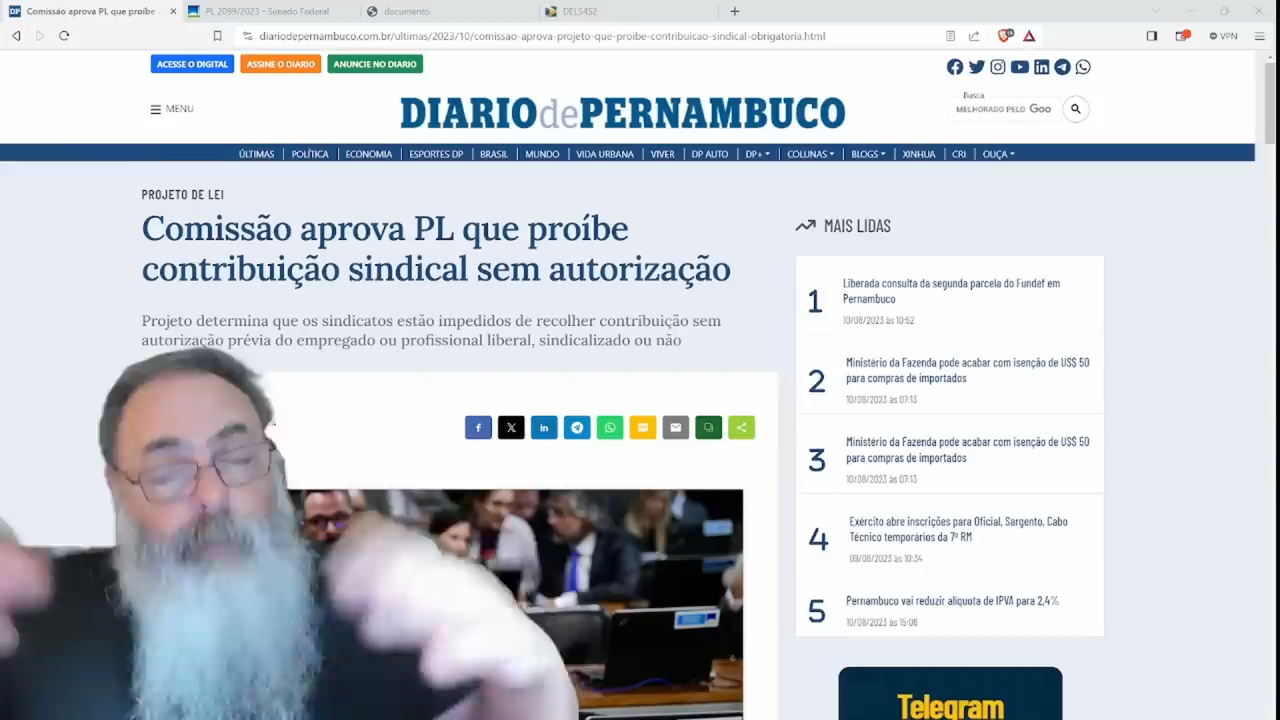 Comissão aprova PL que proíbe
PL 2099/2023 - Senado Federal
documento
DEL5452
diariodepernambuco.com.br/ultimas/2023/10/comissao-aprova-projeto-que-proibe-contribuicao-sindical-obrigatoria.html
VPN
ACESSE O DIGITAL
ASSINE O DIARIO
ANUNCIE NO DIARIO
MENU
DIARIOdePERNAMBUCO
Busca
MELHORADO PELO Goo
ÚLTIMAS
POLÍTICA
ECONOMIA
ESPORTES DP
BRASIL
MUNDO
VIDA URBANA
VIVER
DP AUTO
DP+
COLUNAS
BLOGS
XINHUA
CRI
OUÇA
PROJETO DE LEI
Comissão aprova PL que proíbe
contribuição sindical sem autorização
Projeto determina que os sindicatos estão impedidos de recolher contribuição sem
autorização prévia do empregado ou profissional liberal, sindicalizado ou não
MAIS LIDAS
1
Liberada consulta da segunda parcela do Fundef em
Pernambuco
10/08/2023 às 10:52
2
Ministério da Fazenda pode acabar com isenção de US$ 50
para compras de importados
10/08/2023 às 07:13
3
Ministério da Fazenda pode acabar com isenção de US$ 50
para compras de importados
10/08/2023 às 07:13
4
Exército abre inscrições para Oficial, Sargento, Cabo
Técnico temporários da 7ª RM
09/08/2023 às 10:34
5
Pernambuco vai reduzir alíquota de IPVA para 2,4%
10/08/2023 às 15:06
Telegram